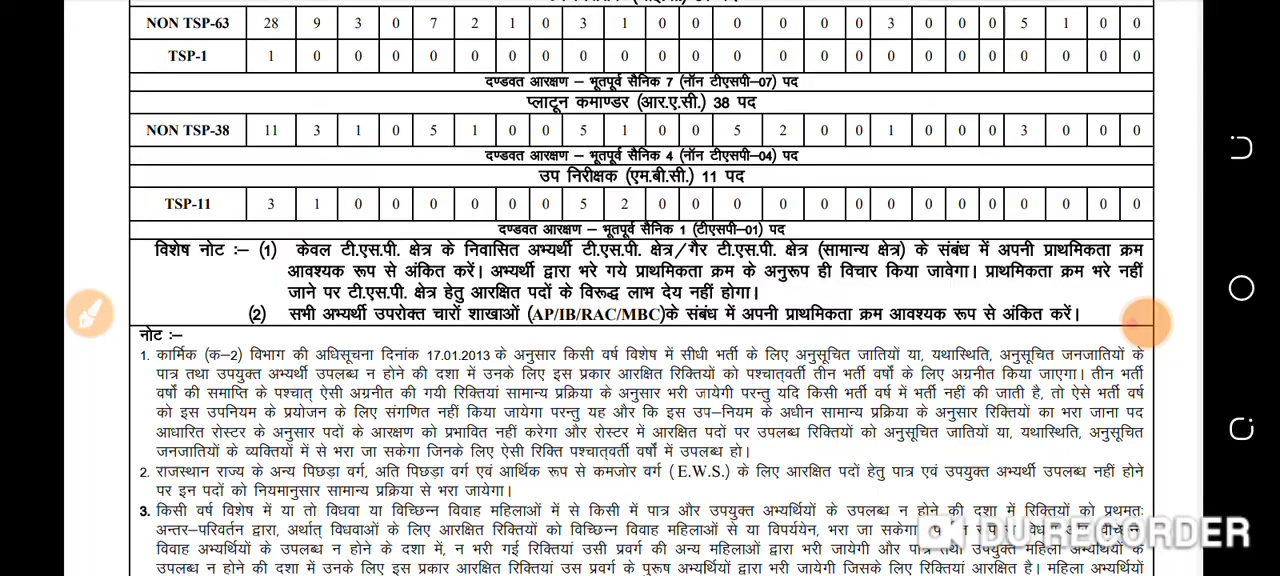 NON TSP-63 28 9 3 0 7 2 1 0 3 1 0 0 0 0 0 0 3 0 0 0 5 1 0 0
TSP-1 1 0 0 0 0 0 0 0 0 0 0 0 0 0 0 0 0 0 0 0 0 0 0 0
दण्डवत आरक्षण – भूतपूर्व सैनिक 7 (नॉन टीएसपी-07) पद
प्लाटून कमाण्डर (आर.ए.सी.) 38 पद
NON TSP-38 11 3 1 0 5 1 0 0 5 1 0 0 5 2 0 0 1 0 0 0 3 0 0 0
दण्डवत आरक्षण – भूतपूर्व सैनिक 4 (नॉन टीएसपी-04) पद
उप निरीक्षक (एम.बी.सी.) 11 पद
TSP-11 3 1 0 0 0 0 0 0 5 2 0 0 0 0 0 0 0 0 0 0 0 0 0 0
दण्डवत आरक्षण – भूतपूर्व सैनिक 1 (टीएसपी-01) पद
विशेष नोट :– (1) केवल टी.एस.पी. क्षेत्र के निवासित अभ्यर्थी टी.एस.पी. क्षेत्र/गैर टी.एस.पी. क्षेत्र (सामान्य क्षेत्र) के संबंध में अपनी प्राथमिकता क्रम
आवश्यक रूप से अंकित करें। अभ्यर्थी द्वारा भरे गये प्राथमिकता क्रम के अनुरूप ही विचार किया जावेगा। प्राथमिकता क्रम भरे नहीं
जाने पर टी.एस.पी. क्षेत्र हेतु आरक्षित पदों के विरूद्ध लाभ देय नहीं होगा।
(2) सभी अभ्यर्थी उपरोक्त चारों शाखाओं (AP/IB/RAC/MBC)के संबंध में अपनी प्राथमिकता क्रम आवश्यक रूप से अंकित करें।
नोट :–
1. कार्मिक (क-2) विभाग की अधिसूचना दिनांक 17.01.2013 के अनुसार किसी वर्ष विशेष में सीधी भर्ती के लिए अनुसूचित जातियों या, यथास्थिति, अनुसूचित जनजातियों के
पात्र तथा उपयुक्त अभ्यर्थी उपलब्ध न होने की दशा में उनके लिए इस प्रकार आरक्षित रिक्तियों को पश्चात्वर्ती तीन भर्ती वर्षों के लिए अग्रनीत किया जाएगा। तीन भर्ती
वर्षों की समाप्ति के पश्चात् ऐसी अग्रनीत की गयी रिक्तियां सामान्य प्रक्रिया के अनुसार भरी जायेगी परन्तु यदि किसी भर्ती वर्ष में भर्ती नहीं की जाती है, तो ऐसे भर्ती वर्ष
को इस उपनियम के प्रयोजन के लिए संगणित नहीं किया जायेगा परन्तु यह और कि इस उप–नियम के अधीन सामान्य प्रक्रिया के अनुसार रिक्तियों का भरा जाना पद
आधारित रोस्टर के अनुसार पदों के आरक्षण को प्रभावित नहीं करेगा और रोस्टर में आरक्षित पदों पर उपलब्ध रिक्तियों को अनुसूचित जातियों या, यथास्थिति, अनुसूचित
जनजातियों के व्यक्तियों में से भरा जा सकेगा जिनके लिए ऐसी रिक्ति पश्चात्वर्ती वर्षों में उपलब्ध हो।
2. राजस्थान राज्य के अन्य पिछड़ा वर्ग, अति पिछड़ा वर्ग एवं आर्थिक रूप से कमजोर वर्ग (E.W.S.) के लिए आरक्षित पदों हेतु पात्र एवं उपयुक्त अभ्यर्थी उपलब्ध नहीं होने
पर इन पदों को नियमानुसार सामान्य प्रक्रिया से भरा जायेगा।
3. किसी वर्ष विशेष में या तो विधवा या विच्छिन्न विवाह महिलाओं में से किसी में पात्र और उपयुक्त अभ्यर्थियों के उपलब्ध न होने की दशा में रिक्तियों को प्रथमतः
अन्तर-परिवर्तन द्वारा, अर्थात् विधवाओं के लिए आरक्षित रिक्तियों को विच्छिन्न विवाह महिलाओं से या विपर्ययेन, भरा जा सकेगा
DU RECORDER
विवाह अभ्यर्थियों के उपलब्ध न होने के दशा में, न भरी गई रिक्तियां उसी प्रवर्ग की अन्य महिलाओं द्वारा भरी जायेगी और उपयुक्त महिला अभ्यर्थियों के
उपलब्ध न होने की दशा में उनके लिए इस प्रकार आरक्षित रिक्तियां उस प्रवर्ग के पुरूष अभ्यर्थियों द्वारा भरी जायेगी जिसके लिए रिक्तियां आरक्षित है। महिला अभ्यर्थियों